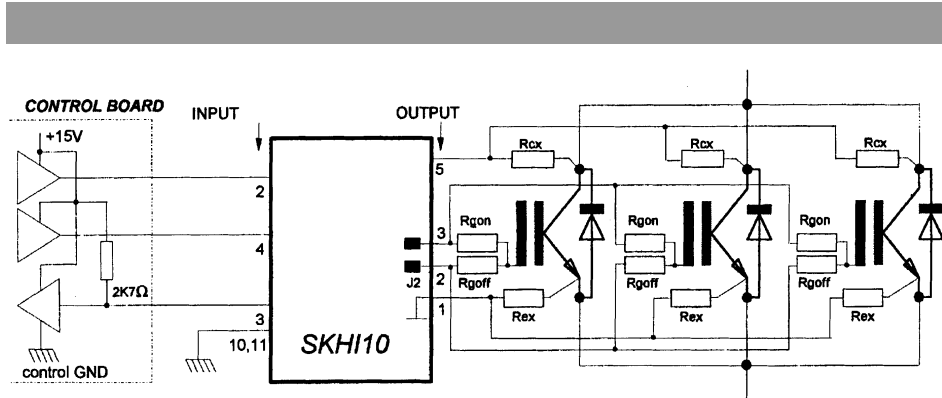 CONTROL BOARD
+15V
INPUT
OUTPUT
Rcx
Rcx
Rcx
5
2
4
3
Rgon
Rgoff
Rgon
Rgoff
Rgon
Rgoff
J2
2
1
2K7Ω
3
10,11
Rex
Rex
Rex
SKHI10
control GND